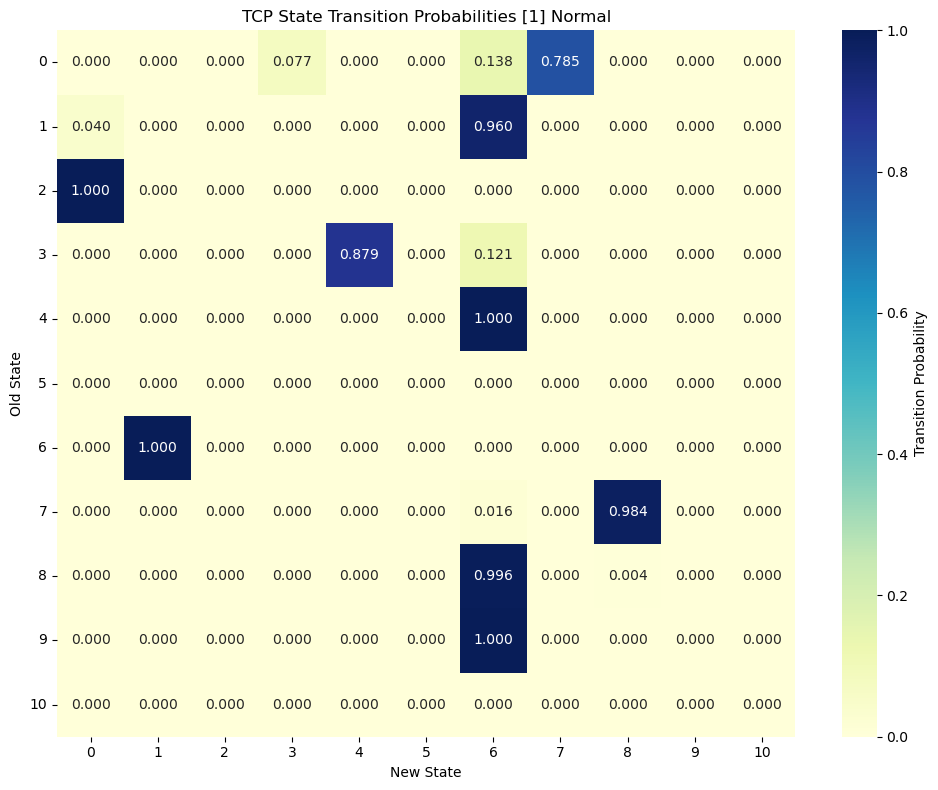 TCP State Transition Probabilities [1] Normal
0 0.000 0.000 0.000 0.077 0.000 0.000 0.138 0.785 0.000 0.000 0.000
1 0.040 0.000 0.000 0.000 0.000 0.000 0.960 0.000 0.000 0.000 0.000
2 1.000 0.000 0.000 0.000 0.000 0.000 0.000 0.000 0.000 0.000 0.000
3 0.000 0.000 0.000 0.000 0.879 0.000 0.121 0.000 0.000 0.000 0.000
4 0.000 0.000 0.000 0.000 0.000 0.000 1.000 0.000 0.000 0.000 0.000
5 0.000 0.000 0.000 0.000 0.000 0.000 0.000 0.000 0.000 0.000 0.000
6 0.000 1.000 0.000 0.000 0.000 0.000 0.000 0.000 0.000 0.000 0.000
7 0.000 0.000 0.000 0.000 0.000 0.000 0.016 0.000 0.984 0.000 0.000
8 0.000 0.000 0.000 0.000 0.000 0.000 0.996 0.000 0.004 0.000 0.000
9 0.000 0.000 0.000 0.000 0.000 0.000 1.000 0.000 0.000 0.000 0.000
10 0.000 0.000 0.000 0.000 0.000 0.000 0.000 0.000 0.000 0.000 0.000
0 1 2 3 4 5 6 7 8 9 10
New State
Old State
1.0
0.8
0.6
0.4
0.2
0.0
Transition Probability